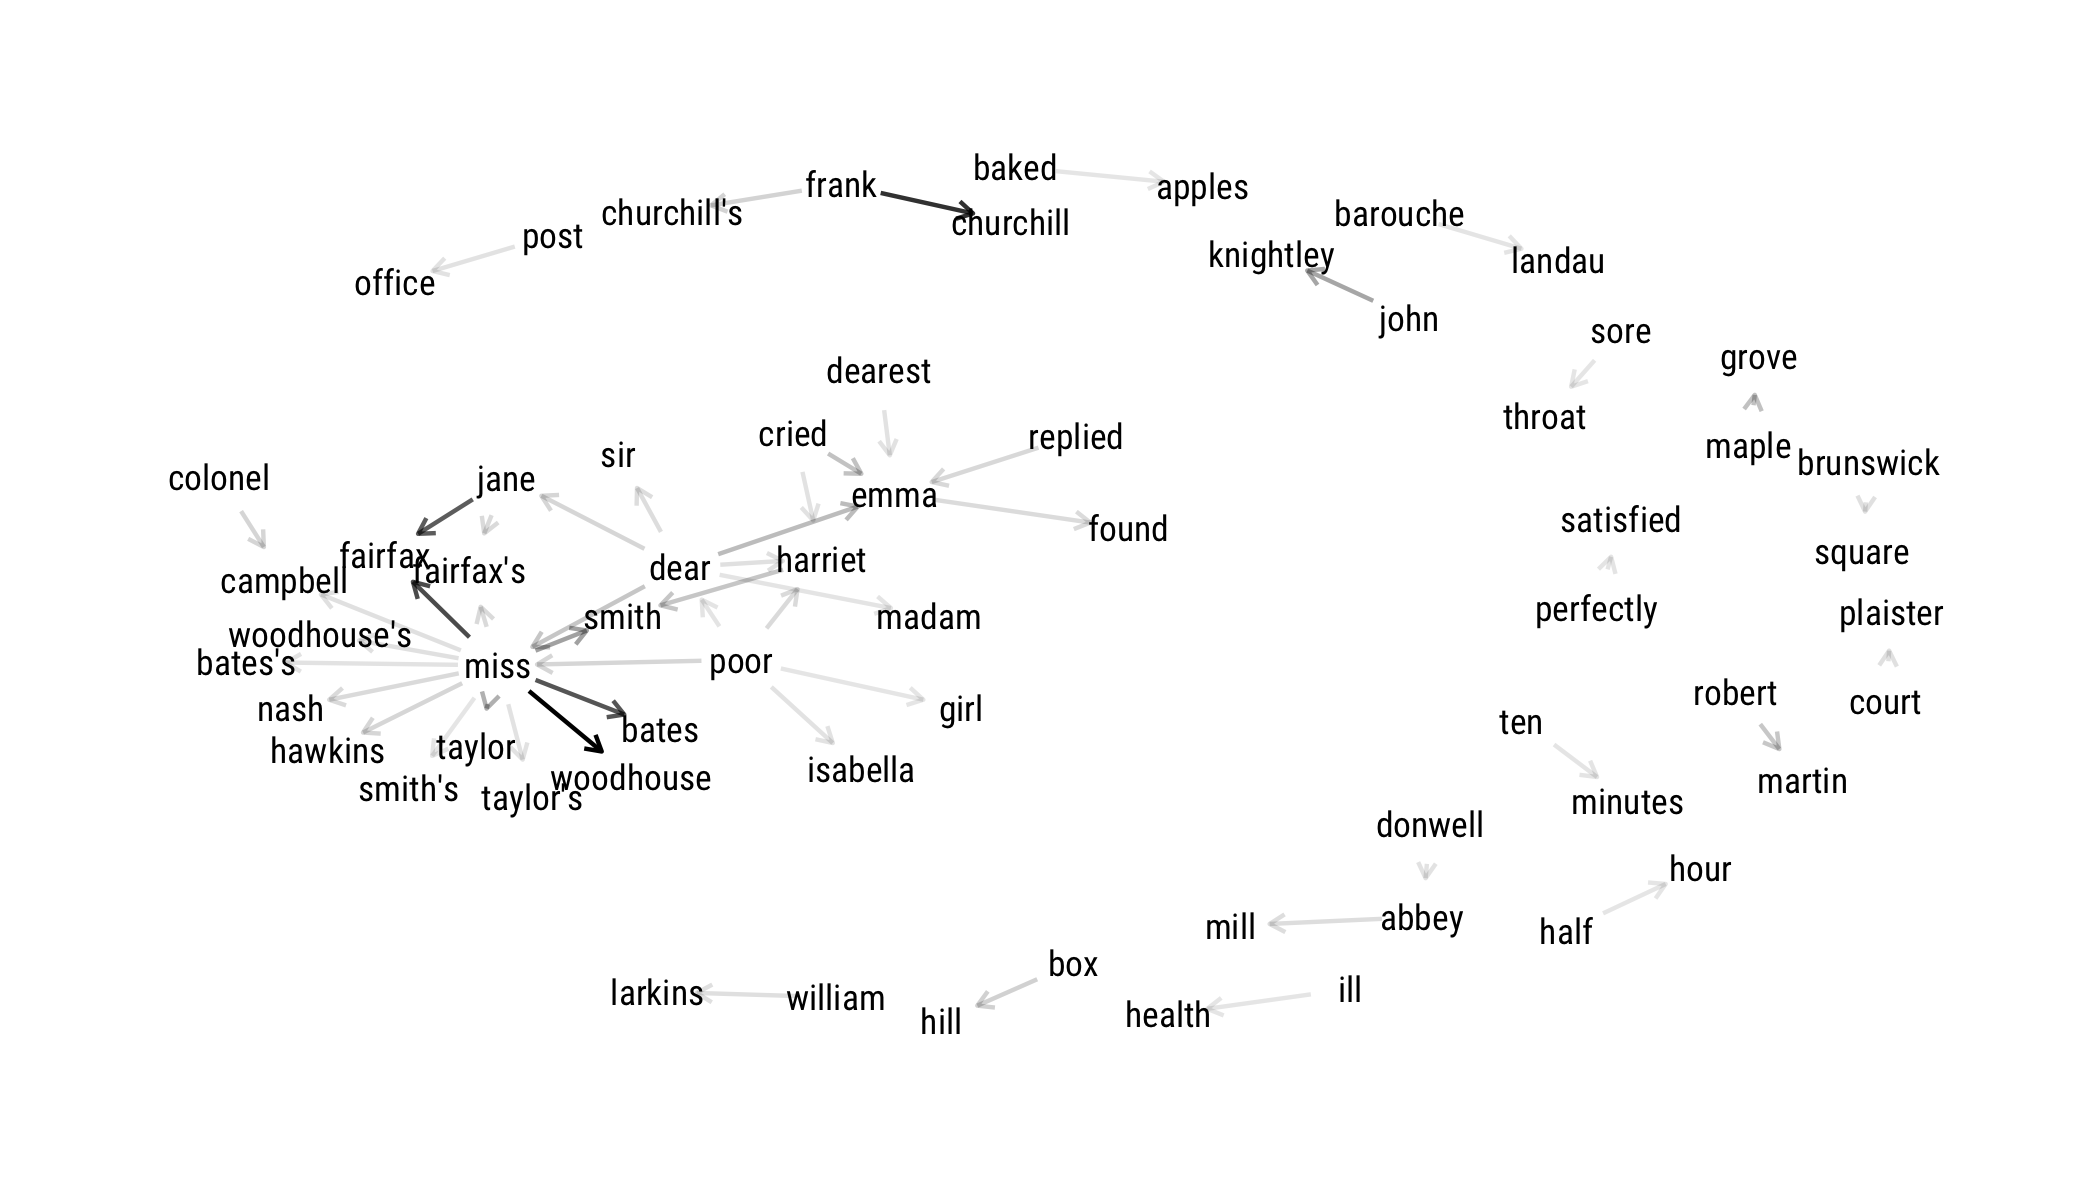 baked
frank
apples
churchill's
barouche
churchill
post
knightley
landau
office
john
sore
grove
dearest
throat
cried
replied
maple
sir
brunswick
colonel
jane
emma
satisfied
found
fairfax
square
harriet
dear
fairfax's
campbell
perfectly
plaister
smith
madam
woodhouse's
bates's
miss
poor
robert
court
nash
girl
ten
bates
taylor
hawkins
isabella
woodhouse
martin
smith's
taylor's
minutes
donwell
hour
abbey
mill
half
box
ill
larkins
william
health
hill